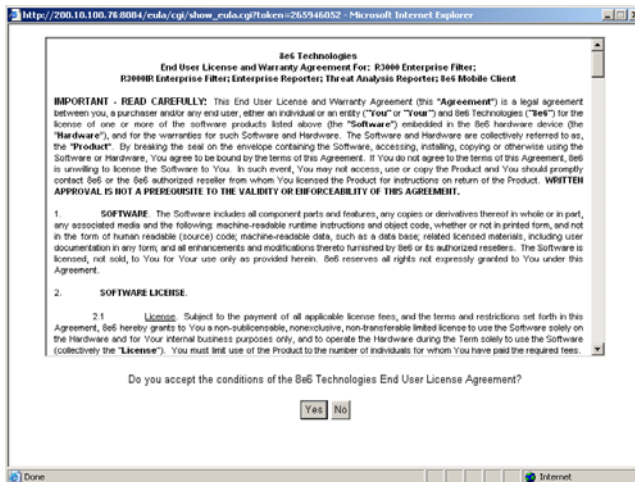 http://200.10.100.76:8084/eula/cgi/show_eula.cgi?token=265946052 - Microsoft Internet Explorer
8e6 Technologies
End User License and Warranty Agreement For: R3000 Enterprise Filter;
R3000IR Enterprise Filter; Enterprise Reporter; Threat Analysis Reporter; 8e6 Mobile Client
IMPORTANT - READ CAREFULLY: This End User License and Warranty Agreement (this "Agreement") is a legal agreement
between you, a purchaser and/or any end user, either an individual or an entity ("You" or "Your") and 8e6 Technologies ("8e6") for the
license of one or more of the software products listed above (the "Software") embedded in the 8e6 hardware device (the
"Hardware"), and for the warranties for such Software and Hardware. The Software and Hardware are collectively referred to as,
the "Product". By breaking the seal on the envelope containing the Software, accessing, installing, copying or otherwise using the
Software or Hardware, You agree to be bound by the terms of this Agreement. If You do not agree to the terms of this Agreement, 8e6
is unwilling to license the Software to You. In such event, You may not access, use or copy the Product and You should promptly
contact 8e6 or the 8e6 authorized reseller from whom You licensed the Product for instructions on return of the Product. WRITTEN
APPROVAL IS NOT A PREREQUISITE TO THE VALIDITY OR ENFORCEABILITY OF THIS AGREEMENT.
1. SOFTWARE. The Software includes all component parts and features, any copies or derivatives thereof in whole or in part,
any associated media and the following: machine-readable runtime instructions and object code, whether or not in printed form, and not
in the form of human readable (source) code; machine-readable data, such as a data base; related licensed materials, including user
documentation in any form; and all enhancements and modifications thereto furnished by 8e6 or its authorized resellers. The Software is
licensed, not sold, to You for Your use only as provided herein. 8e6 reserves all rights not expressly granted to You under this
Agreement.
2. SOFTWARE LICENSE.
2.1 License. Subject to the payment of all applicable license fees, and the terms and restrictions set forth in this
Agreement, 8e6 hereby grants to You a non-sublicensable, nonexclusive, non-transferable limited license to use the Software solely on
the Hardware and for Your internal business purposes only, and to operate the Hardware during the Term solely to use the Software
(collectively the "License"). You must limit use of the Product to the number of individuals for whom You have paid the required fees.
Do you accept the conditions of the 8e6 Technologies End User License Agreement?
Yes No
Done Internet